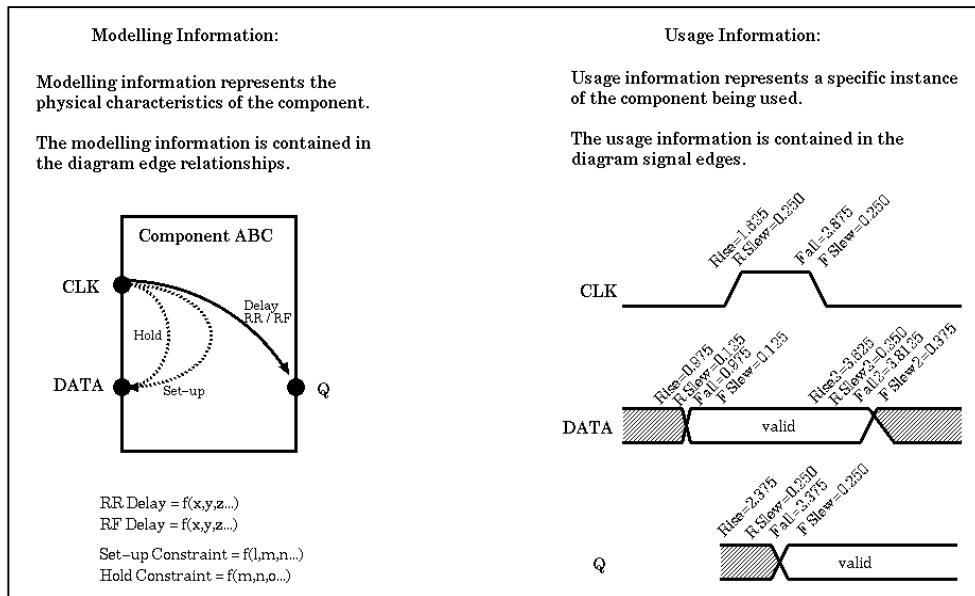 Modelling Information:
Modelling information represents the
physical characteristics of the component.
The modelling information is contained in
the diagram edge relationships.
Component ABC
CLK
Delay
RR / RF
Hold
DATA
Set-up
Q
RR Delay = f(x,y,z...)
RF Delay = f(x,y,z...)
Set-up Constraint = f(l,m,n...)
Hold Constraint = f(m,n,o...)
Usage Information:
Usage information represents a specific instance
of the component being used.
The usage information is contained in the
diagram signal edges.
Rise=1.625
R Slew=0.250
Fall=2.875
F Slew=0.250
CLK
Rise=0.975
R Slew=0.125
Fall=0.975
F Slew=0.125
Rise2=3.625
R Slew2=0.250
Fall2=3.8125
F Slew2=0.375
DATA
valid
Rise=2.375
R Slew=0.250
Fall=2.375
F Slew=0.250
Q
valid